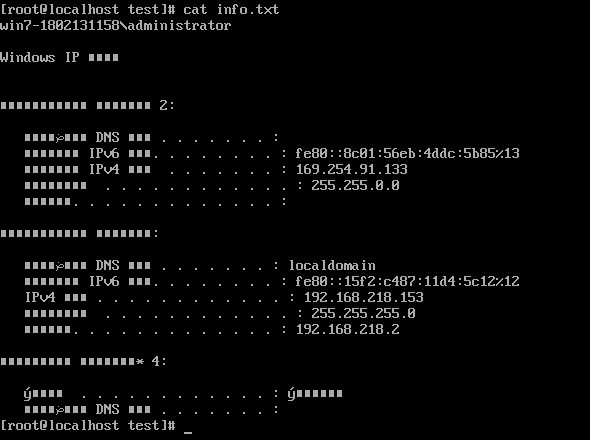 [root@localhost test]# cat info.txt
win7-1802131158\administrator
Windows IP
2:
DNS . . . . . . . :
IPv6 . . . . . . . . : fe80::8c01:56eb:4ddc:5b85%13
IPv4 . . . . . . . : 169.254.91.133
. . . . . . . . . . . . : 255.255.0.0
. . . . . . . . . . . . . :
:
DNS . . . . . . . : localdomain
IPv6 . . . . . . . . : fe80::15f2:c487:11d4:5c12%12
IPv4 . . . . . . . . . . . . : 192.168.218.153
. . . . . . . . . . . . : 255.255.255.0
. . . . . . . . . . . . . : 192.168.218.2
* 4:
ý . . . . . . . . . . . . : ý
DNS . . . . . . . :
[root@localhost test]# _